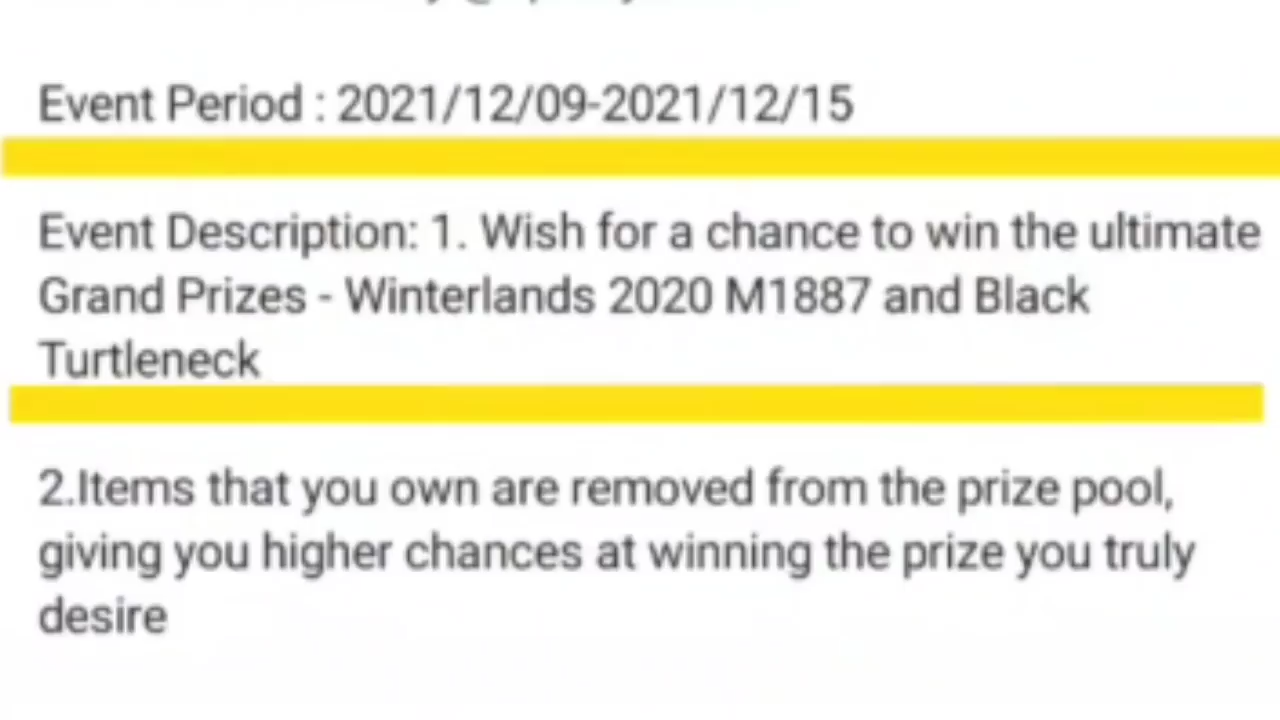 Event Period : 2021/12/09-2021/12/15
Event Description: 1. Wish for a chance to win the ultimate
Grand Prizes - Winterlands 2020 M1887 and Black
Turtleneck
2.Items that you own are removed from the prize pool,
giving you higher chances at winning the prize you truly
desire